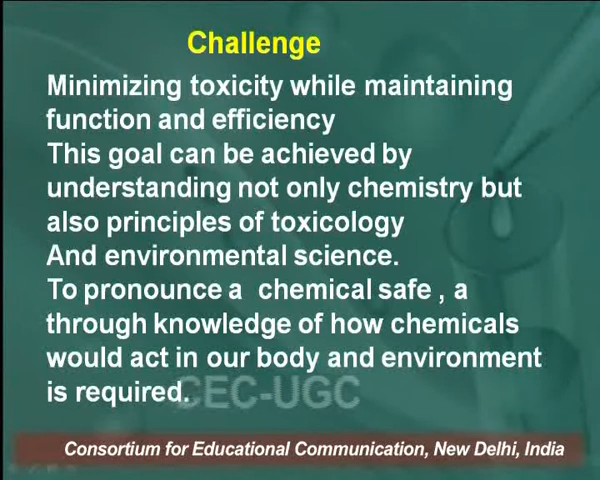 Challenge
Minimizing toxicity while maintaining
function and efficiency
This goal can be achieved by
understanding not only chemistry but
also principles of toxicology
And environmental science.
To pronounce a chemical safe , a
through knowledge of how chemicals
would act in our body and environment
is required.
CEC-UGC
Consortium for Educational Communication, New Delhi, India